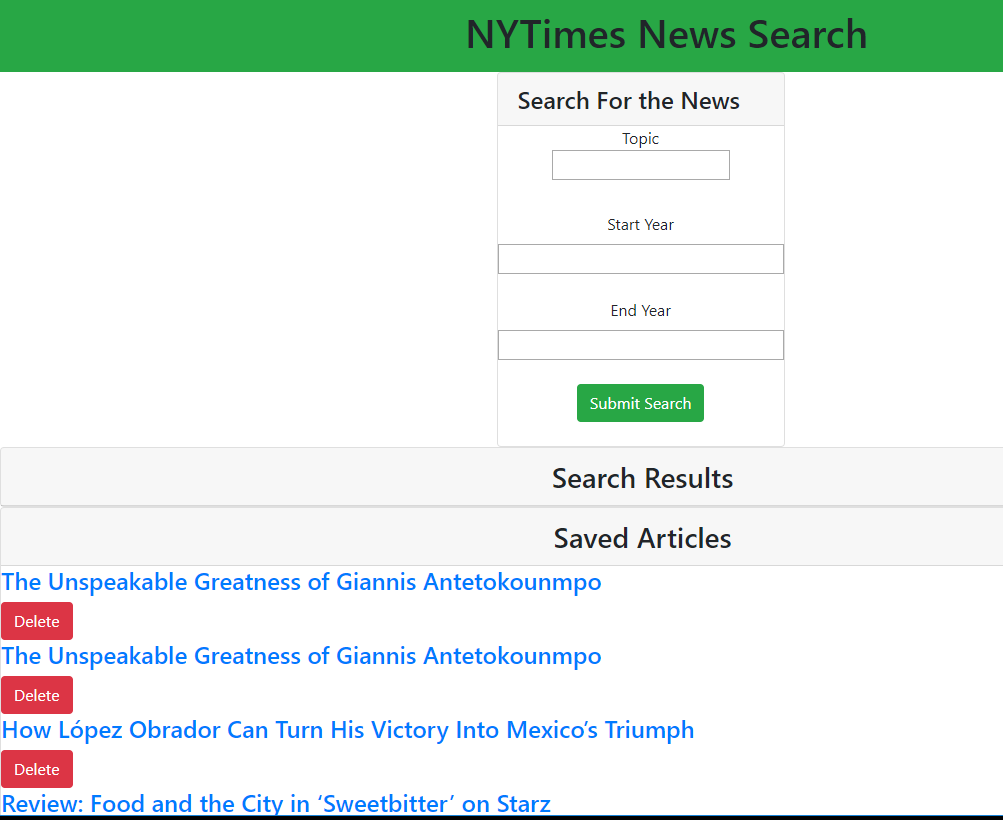 NYTimes News Search
Search For the News
Topic
Start Year
End Year
Submit Search
Search Results
Saved Articles
The Unspeakable Greatness of Giannis Antetokounmpo
Delete
The Unspeakable Greatness of Giannis Antetokounmpo
Delete
How López Obrador Can Turn His Victory Into Mexico’s Triumph
Delete
Review: Food and the City in ‘Sweetbitter’ on Starz